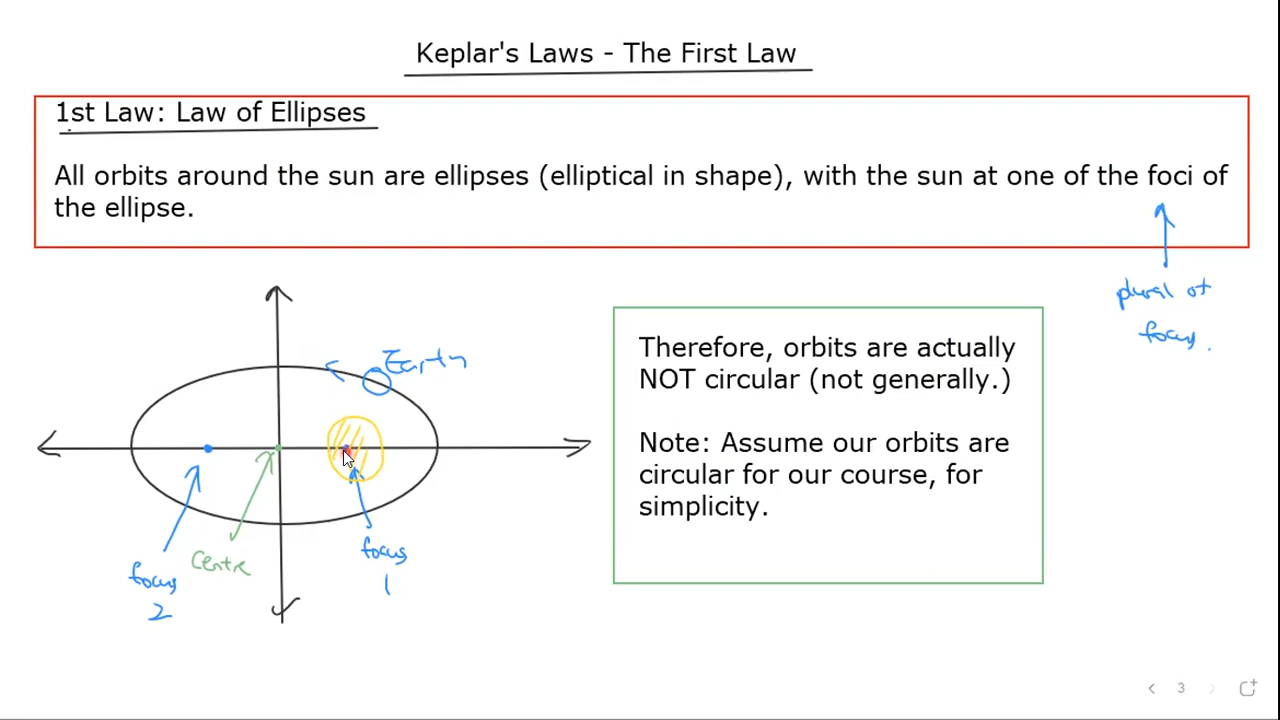 Keplar's Laws - The First Law
1st Law: Law of Ellipses
All orbits around the sun are ellipses (elliptical in shape), with the sun at one of the foci of
the ellipse.
plural of
focus.
Earth
Therefore, orbits are actually
NOT circular (not generally.)
Note: Assume our orbits are
circular for our course, for
simplicity.
focus
1
Centre
focus
2
3